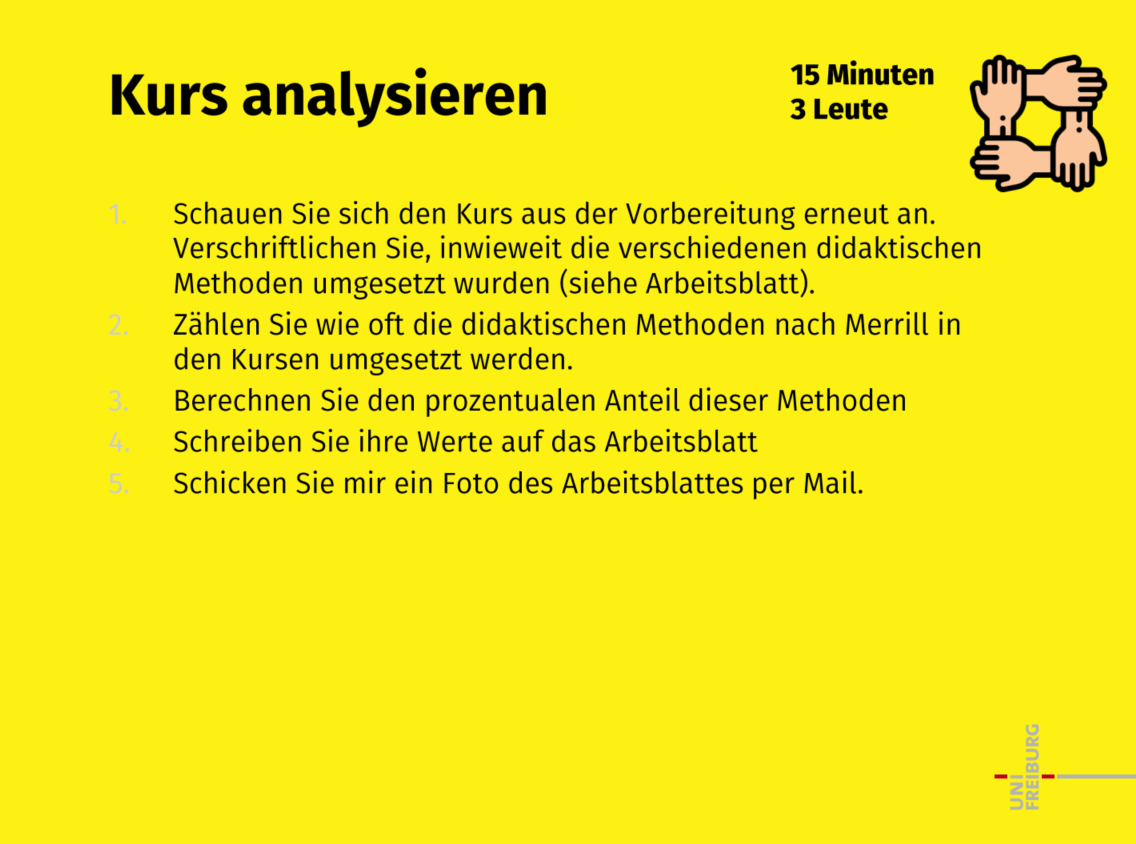 Kurs analysieren
15 Minuten
3 Leute
1. Schauen Sie sich den Kurs aus der Vorbereitung erneut an.
Verschriftlichen Sie, inwieweit die verschiedenen didaktischen
Methoden umgesetzt wurden (siehe Arbeitsblatt).
2. Zählen Sie wie oft die didaktischen Methoden nach Merrill in
den Kursen umgesetzt werden.
3. Berechnen Sie den prozentualen Anteil dieser Methoden
4. Schreiben Sie ihre Werte auf das Arbeitsblatt
5. Schicken Sie mir ein Foto des Arbeitsblattes per Mail.
UNI
FREIBURG